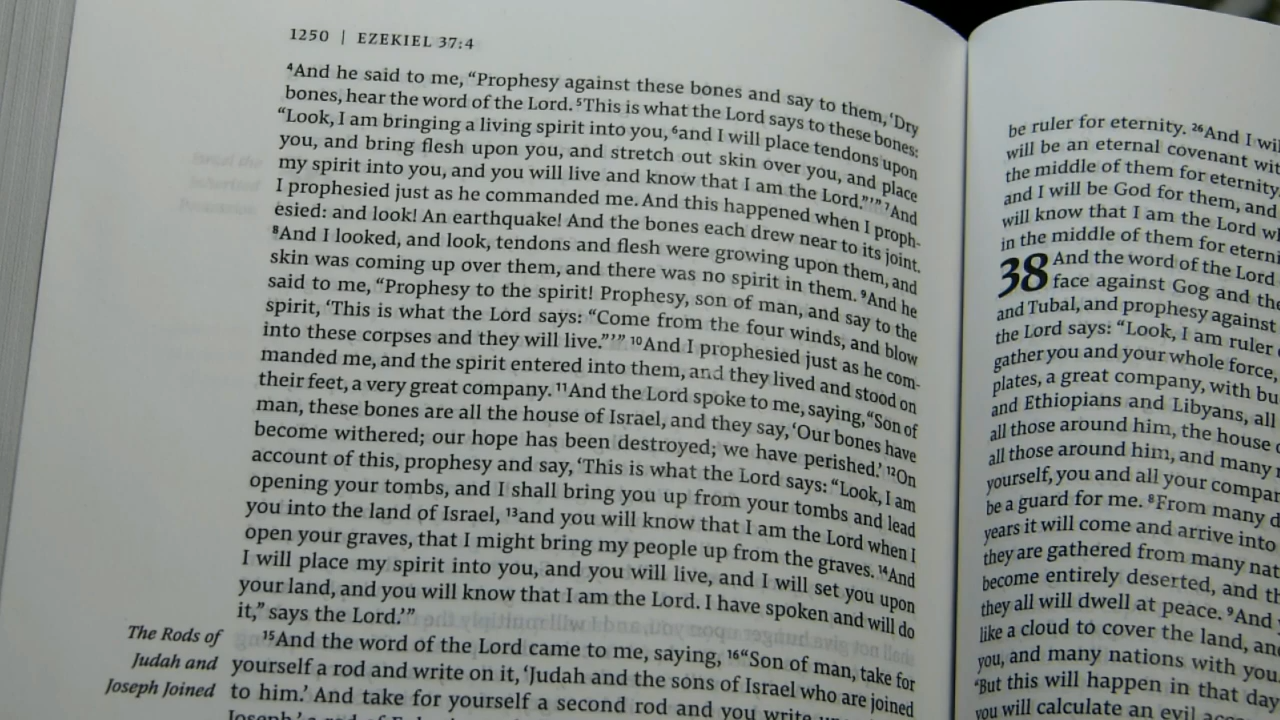 1250 | EZEKIEL 37:4
⁴And he said to me, “Prophesy against these bones and say to them, ‘Dry
bones, hear the word of the Lord. ⁵This is what the Lord says to these bones:
“Look, I am bringing a living spirit into you, ⁶and I will place tendons upon
you, and bring flesh upon you, and stretch out skin over you, and place
my spirit into you, and you will live and know that I am the Lord.”’” ⁷And
I prophesied just as he commanded me. And this happened when I proph-
esied: and look! An earthquake! And the bones each drew near to its joint.
⁸And I looked, and look, tendons and flesh were growing upon them, and
skin was coming up over them, and there was no spirit in them. ⁹And he
said to me, “Prophesy to the spirit! Prophesy, son of man, and say to the
spirit, ‘This is what the Lord says: “Come from the four winds, and blow
into these corpses and they will live.”’” ¹⁰And I prophesied just as he com-
manded me, and the spirit entered into them, and they lived and stood on
their feet, a very great company. ¹¹And the Lord spoke to me, saying, “Son of
man, these bones are all the house of Israel, and they say, ‘Our bones have
become withered; our hope has been destroyed; we have perished.’ ¹²On
account of this, prophesy and say, ‘This is what the Lord says: “Look, I am
opening your tombs, and I shall bring you up from your tombs and lead
you into the land of Israel, ¹³and you will know that I am the Lord when I
open your graves, that I might bring my people up from the graves. ¹⁴And
I will place my spirit into you, and you will live, and I will set you upon
your land, and you will know that I am the Lord. I have spoken and will do
it,” says the Lord.’”
The Rods of
Judah and
Joseph Joined
¹⁵And the word of the Lord came to me, saying, ¹⁶“Son of man, take for
yourself a rod and write on it, ‘Judah and the sons of Israel who are joined
to him.’ And take for yourself a second rod and you write
be ruler for eternity. ²⁶And I
will be an eternal covenant
the middle of them for eternity
and I will be God for them, and
will know that I am the Lord
in the middle of them for
38 And the word of the Lord
face against Gog and
and Tubal, and prophesy against
the Lord says: “Look, I am ruler
gather you and your whole force,
plates, a great company, with
and Ethiopians and Libyans, all
all those around him, the house
all those around him, and many
yourself, you and all your
be a guard for me. ⁸From many
years it will come and arrive into
they are gathered from many
become entirely deserted, and
they all will dwell at peace. ⁹And
like a cloud to cover the land,
you, and many nations with you.
“But this will happen in that day
you will calculate an evil